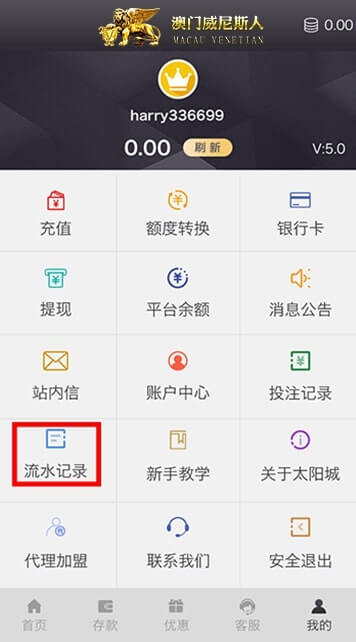 澳门威尼斯人
MACAU VENETIAN
0.00
harry336699
0.00 刷新 V:5.0
充值 额度转换 银行卡
提现 平台余额 消息公告
站内信 账户中心 投注记录
流水记录 新手教学 关于太阳城
代理加盟 联系我们 安全退出
首页 存款 优惠 客服 我的